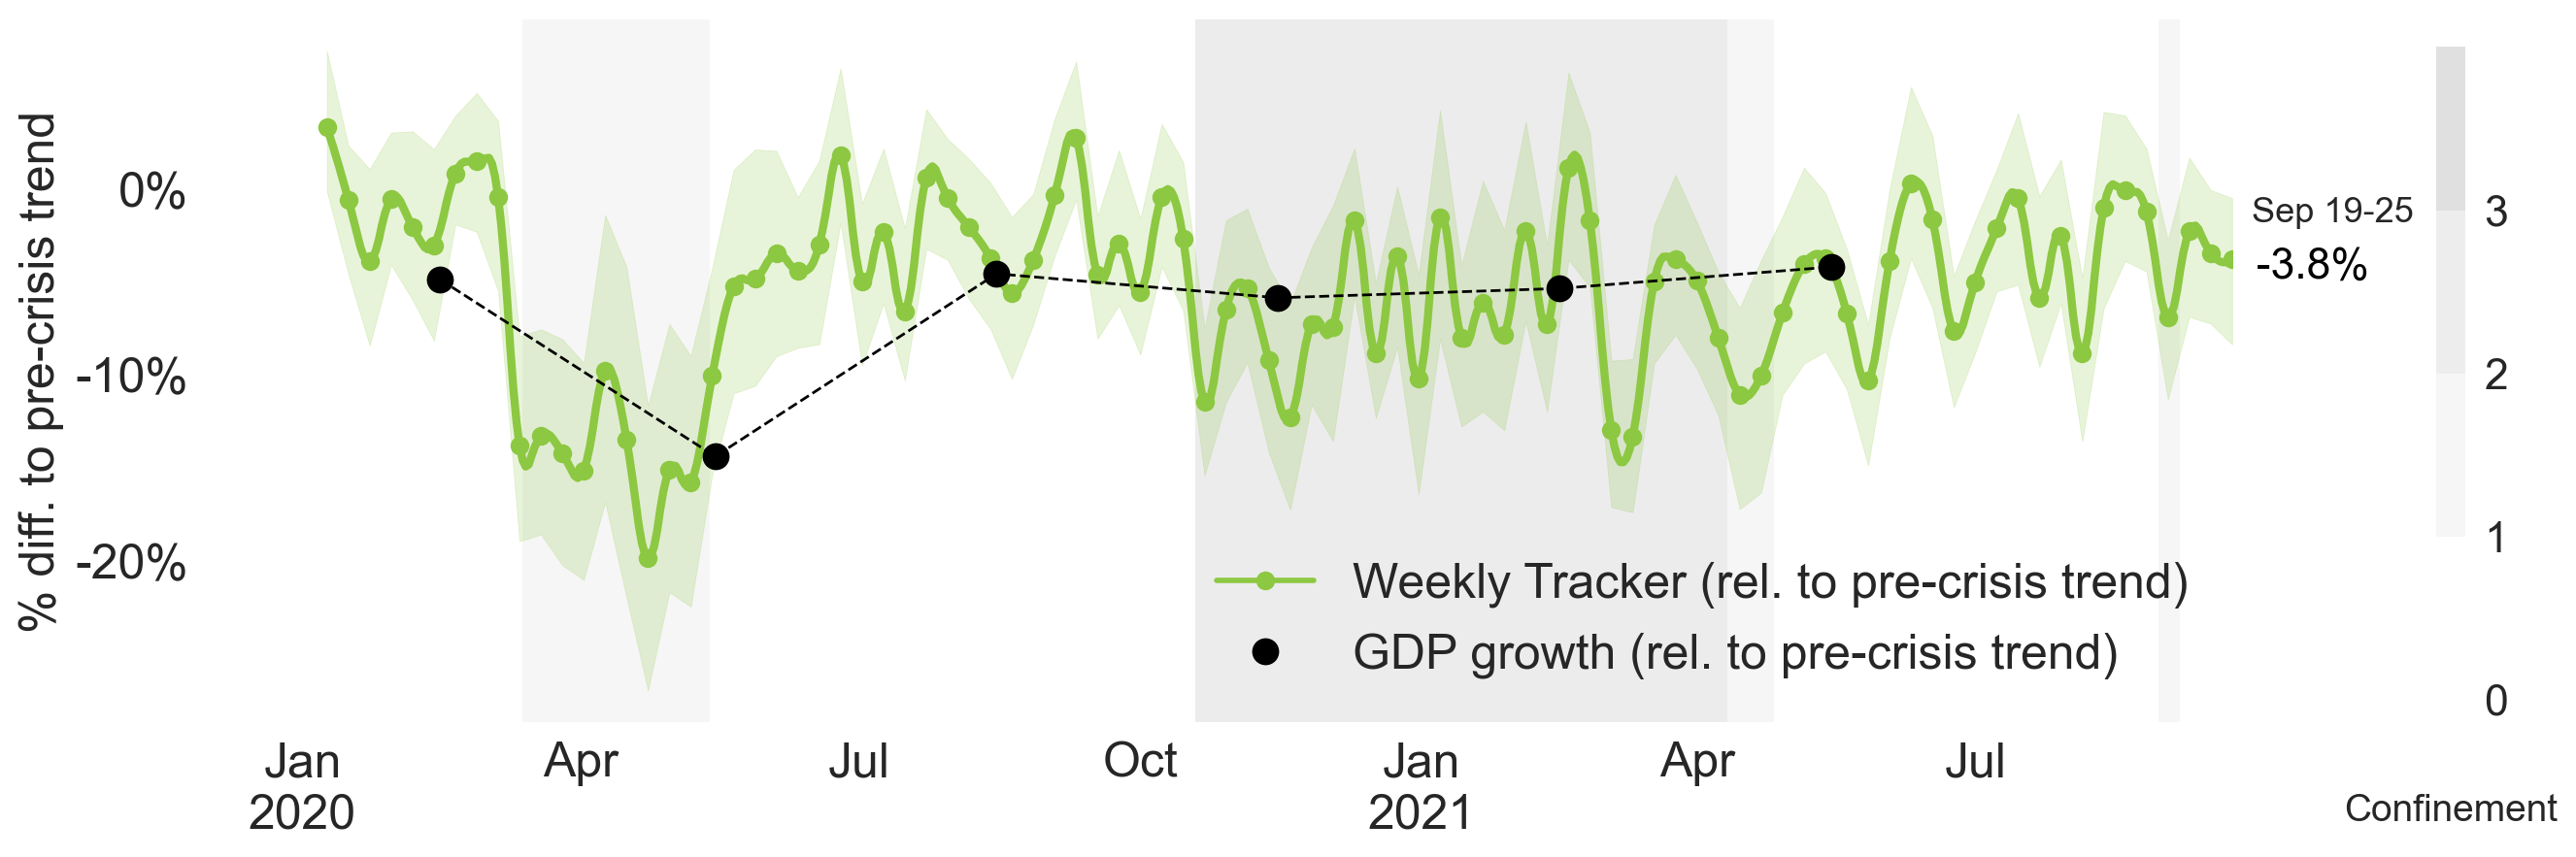 % diff. to pre-crisis trend
0%
-10%
-20%
Sep 19-25
-3.8%
Weekly Tracker (rel. to pre-crisis trend)
GDP growth (rel. to pre-crisis trend)
Jan
2020
Apr
Jul
Oct
Jan
2021
Apr
Jul
3
2
1
0
Confinement